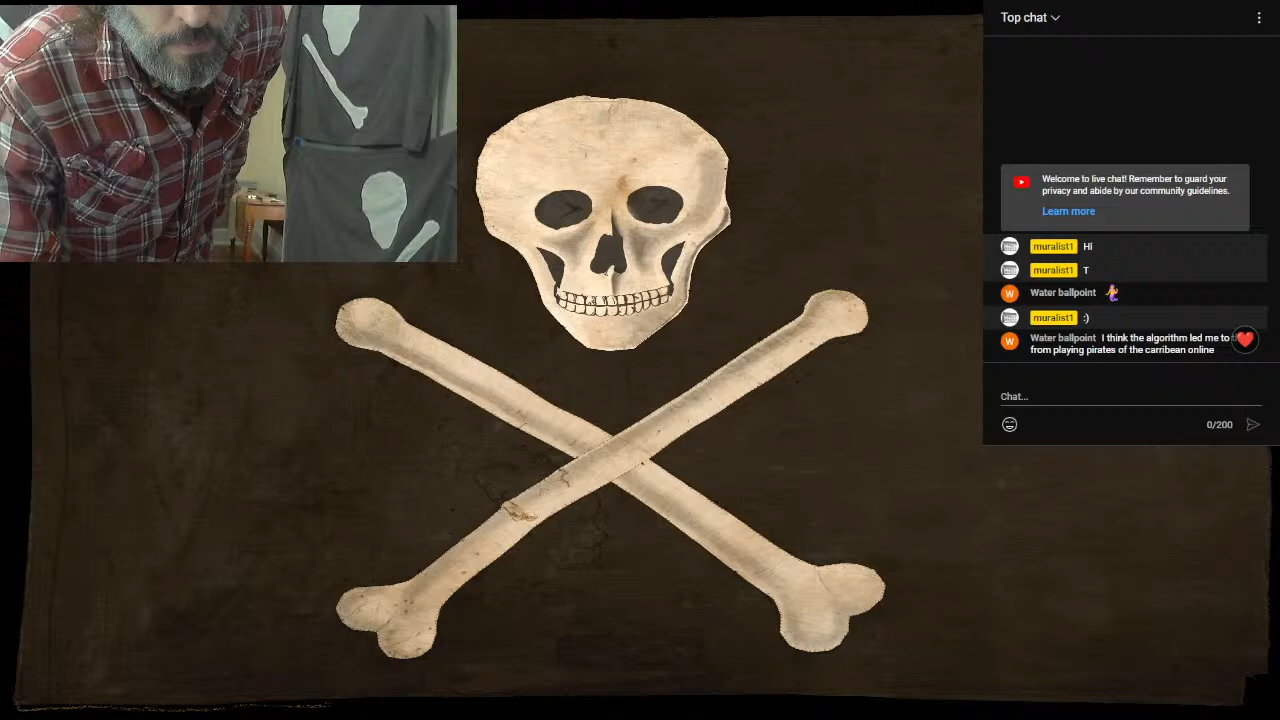 Top chat
Welcome to live chat! Remember to guard your
privacy and abide by our community guidelines.
Learn more
muralist1 Hi
muralist1 T
Water ballpoint
muralist1 :)
Water ballpoint I think the algorithm led me to
from playing pirates of the carribean online
Chat...
0/200
W
W